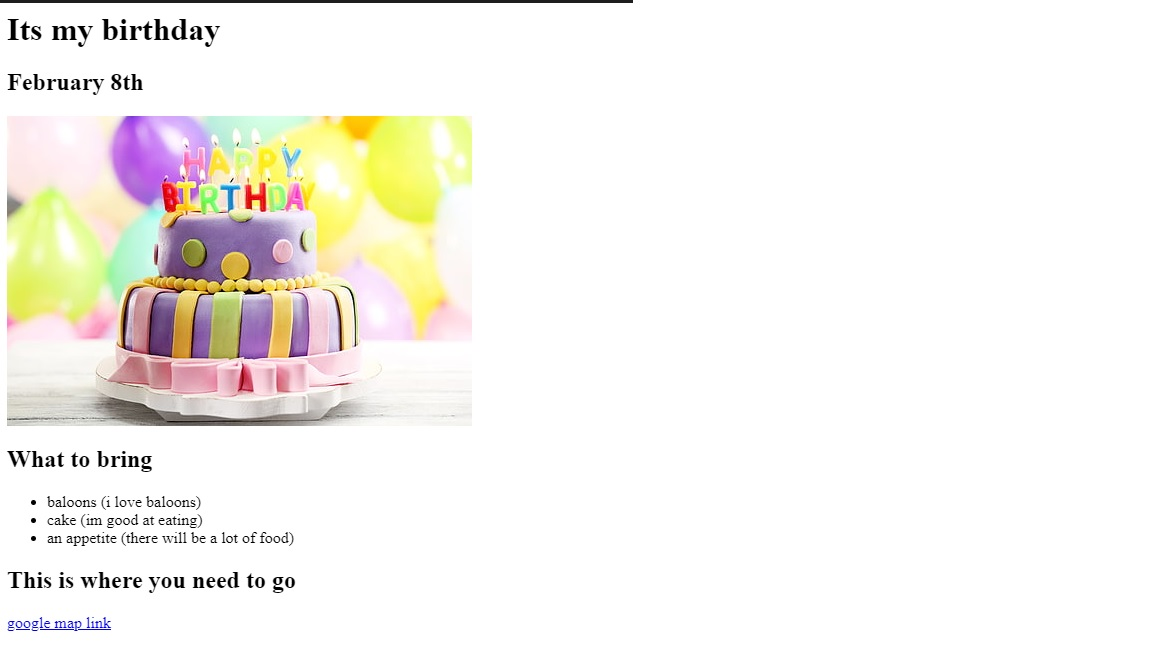 Its my birthday
February 8th
HAPPY
BIRTHDAY
What to bring
baloons (i love baloons)
cake (im good at eating)
an appetite (there will be a lot of food)
This is where you need to go
google map link